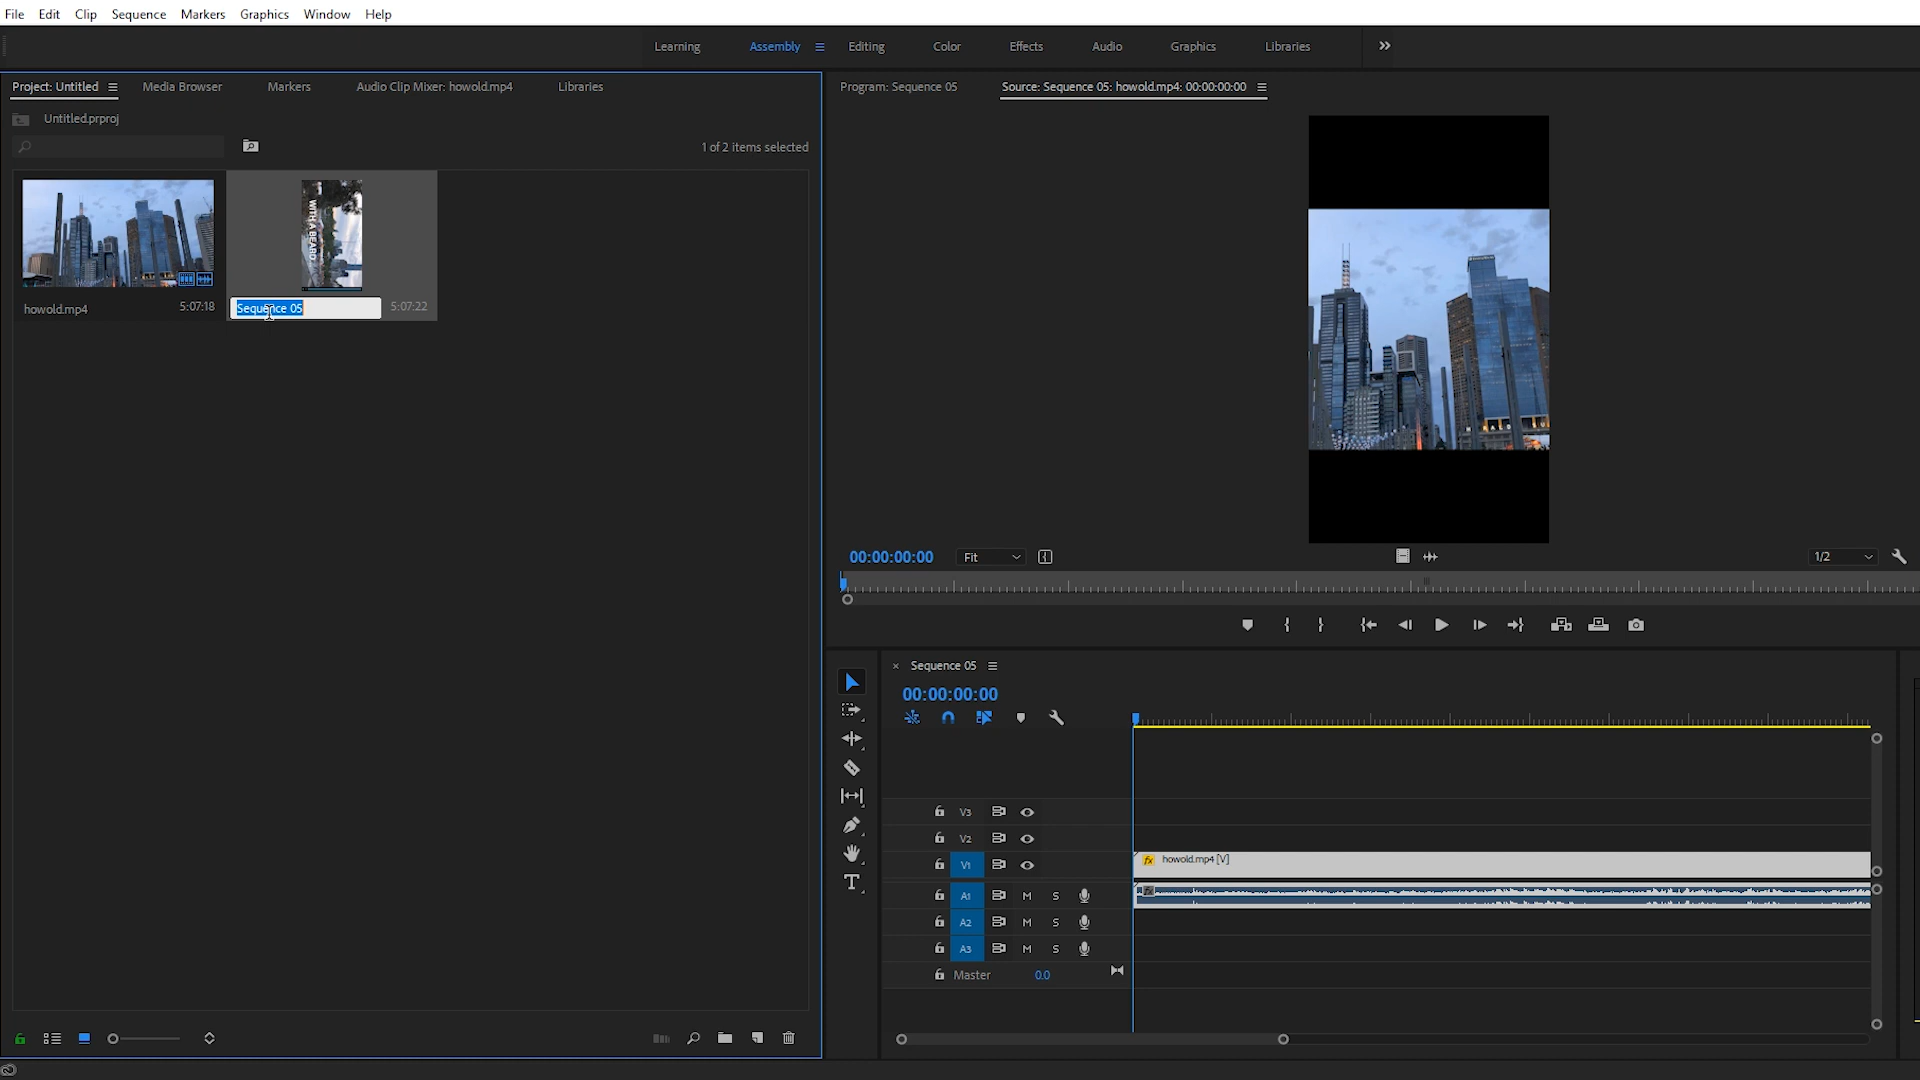 File Edit Clip Sequence Markers Graphics Window Help
Learning Assembly Editing Color Effects Audio Graphics Libraries
Project: Untitled Media Browser Markers Audio Clip Mixer: howold.mp4 Libraries
Program: Sequence 05 Source: Sequence 05: howold.mp4: 00:00:00:00
Untitled.prproj
1 of 2 items selected
WITH A BEARD
howold.mp4 5:07:18
Sequence 05 5:07:22
00:00:00:00 Fit 1/2
Sequence 05
00:00:00:00
V3
V2
V1 fx howold.mp4 [V]
A1 M S fx
A2 M S
A3 M S
Master 0.0
T